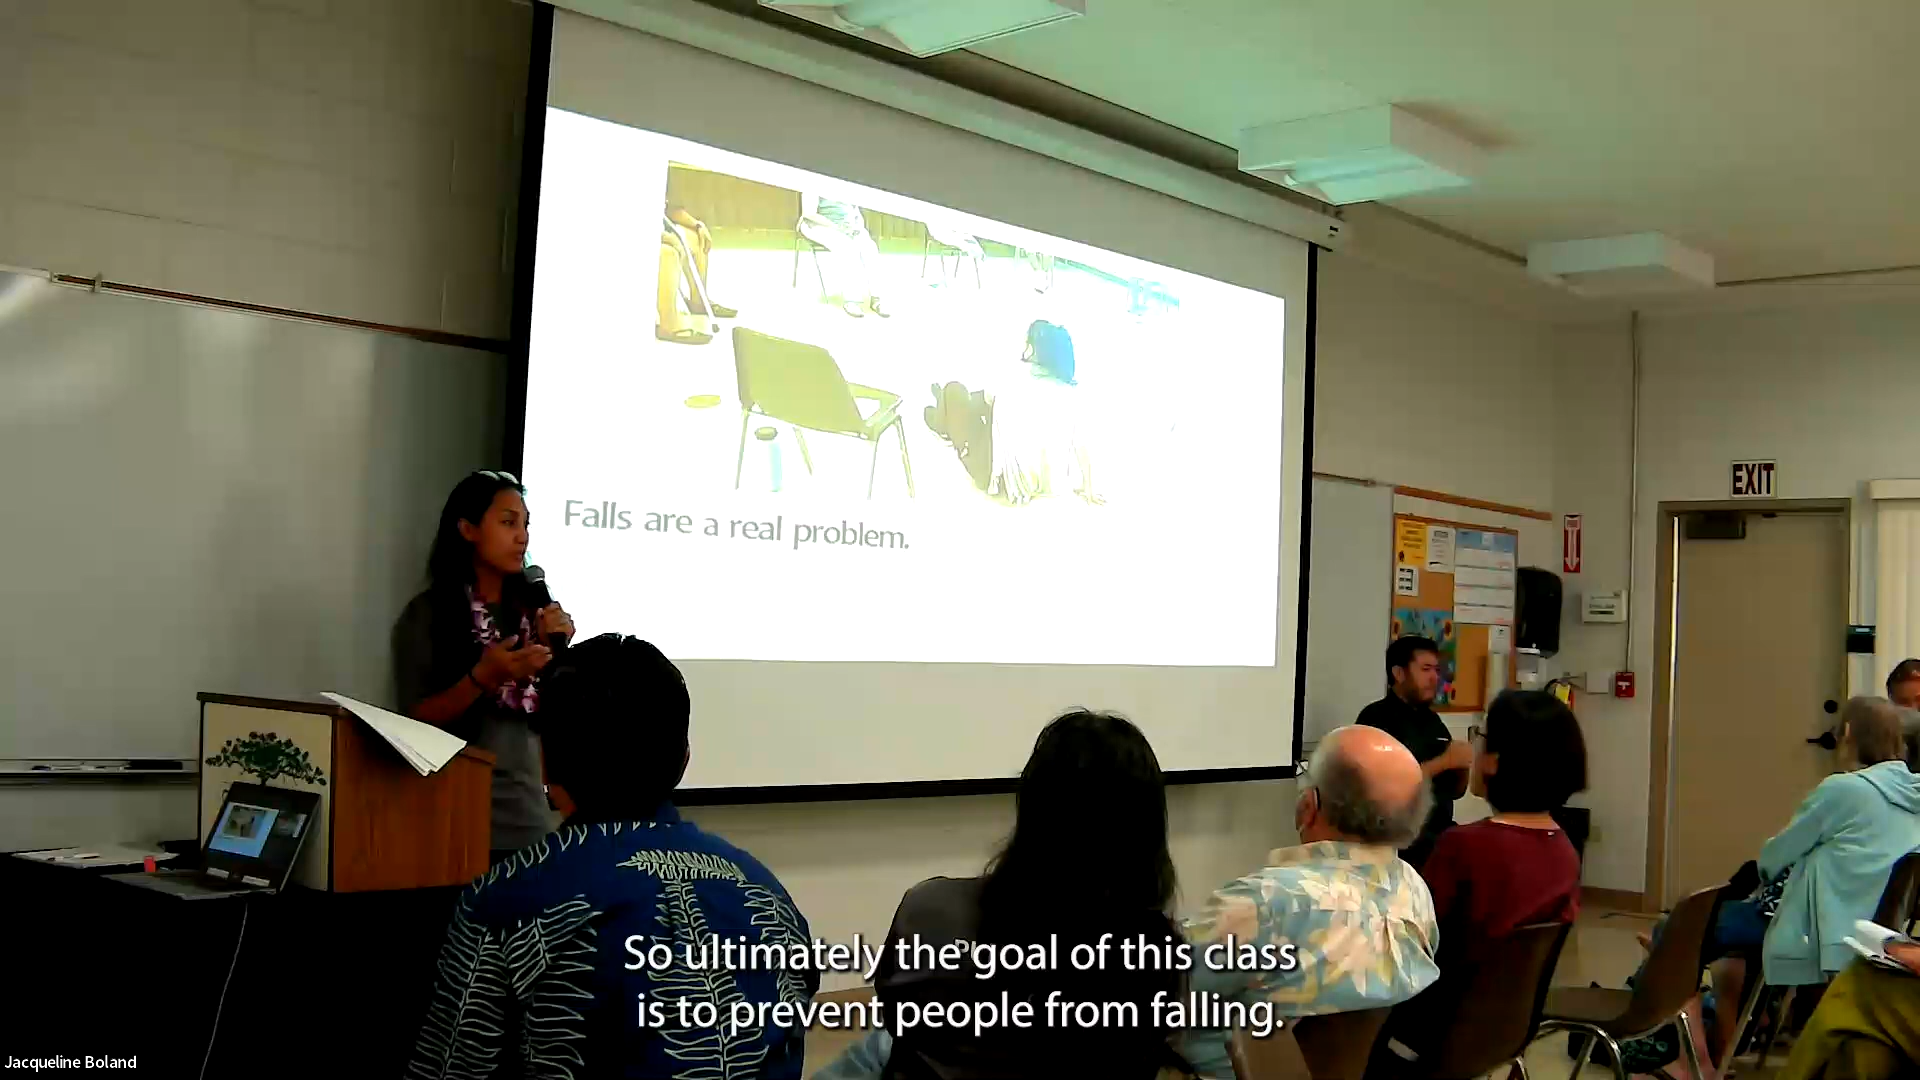 Falls are a real problem.
EXIT
So ultimately the goal of this class
is to prevent people from falling.
Jacqueline Boland